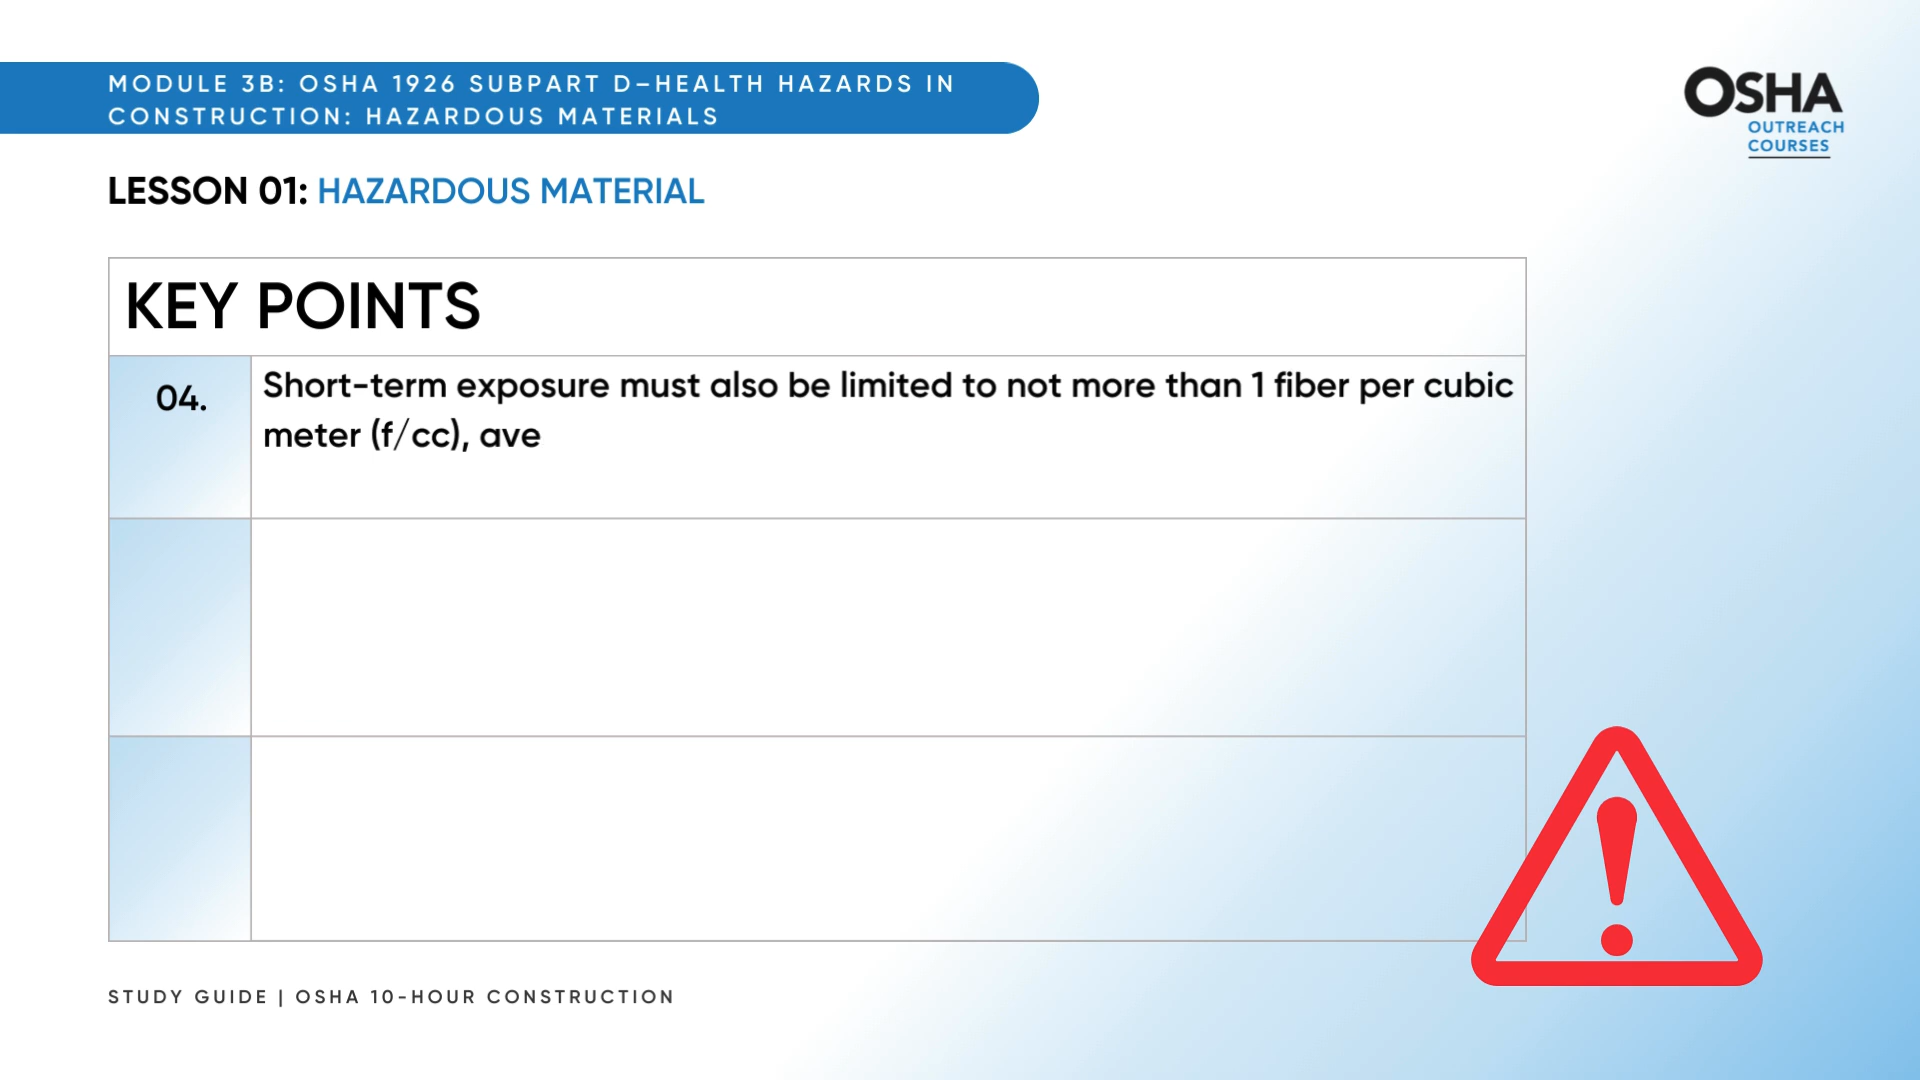 MODULE 3B: OSHA 1926 SUBPART D–HEALTH HAZARDS IN
CONSTRUCTION: HAZARDOUS MATERIALS
OSHA
OUTREACH
COURSES
LESSON 01: HAZARDOUS MATERIAL
KEY POINTS
04.
Short-term exposure must also be limited to not more than 1 fiber per cubic
meter (f/cc), ave
STUDY GUIDE | OSHA 10-HOUR CONSTRUCTION